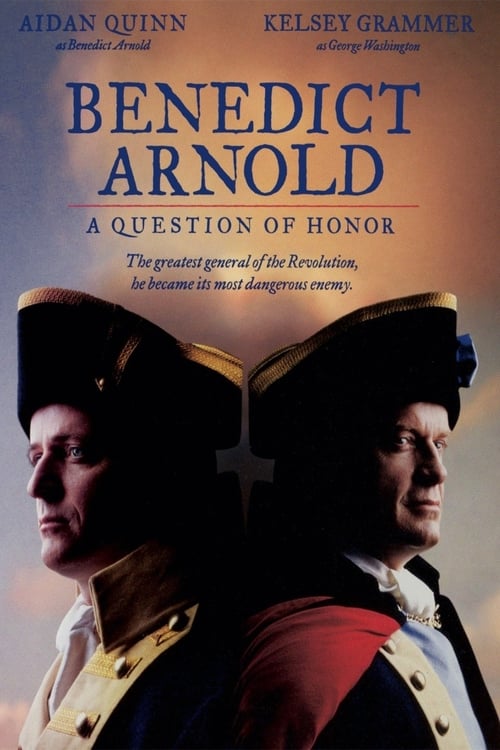 AIDAN QUINN KELSEY GRAMMER
as Benedict Arnold as George Washington
BENEDICT
ARNOLD
A QUESTION OF HONOR
The greatest general of the Revolution,
he became its most dangerous enemy.